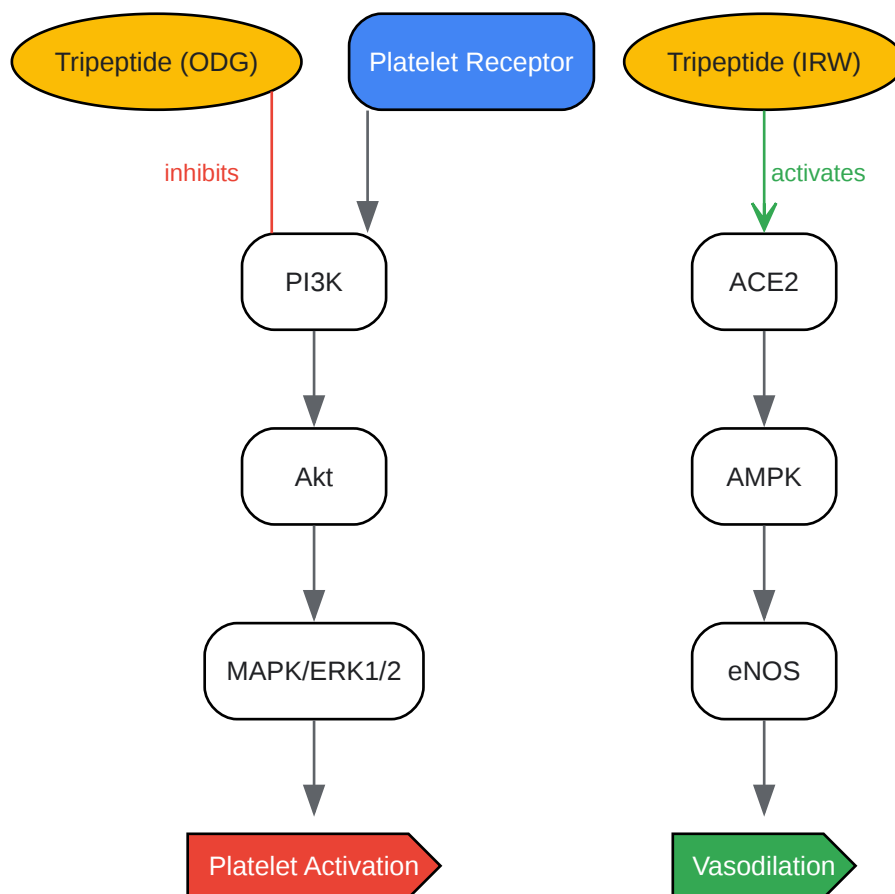 Tripeptide (ODG)
Platelet Receptor
Tripeptide (IRW)
inhibits
activates
PI3K
ACE2
Akt
AMPK
MAPK/ERK1/2
eNOS
Platelet Activation
Vasodilation